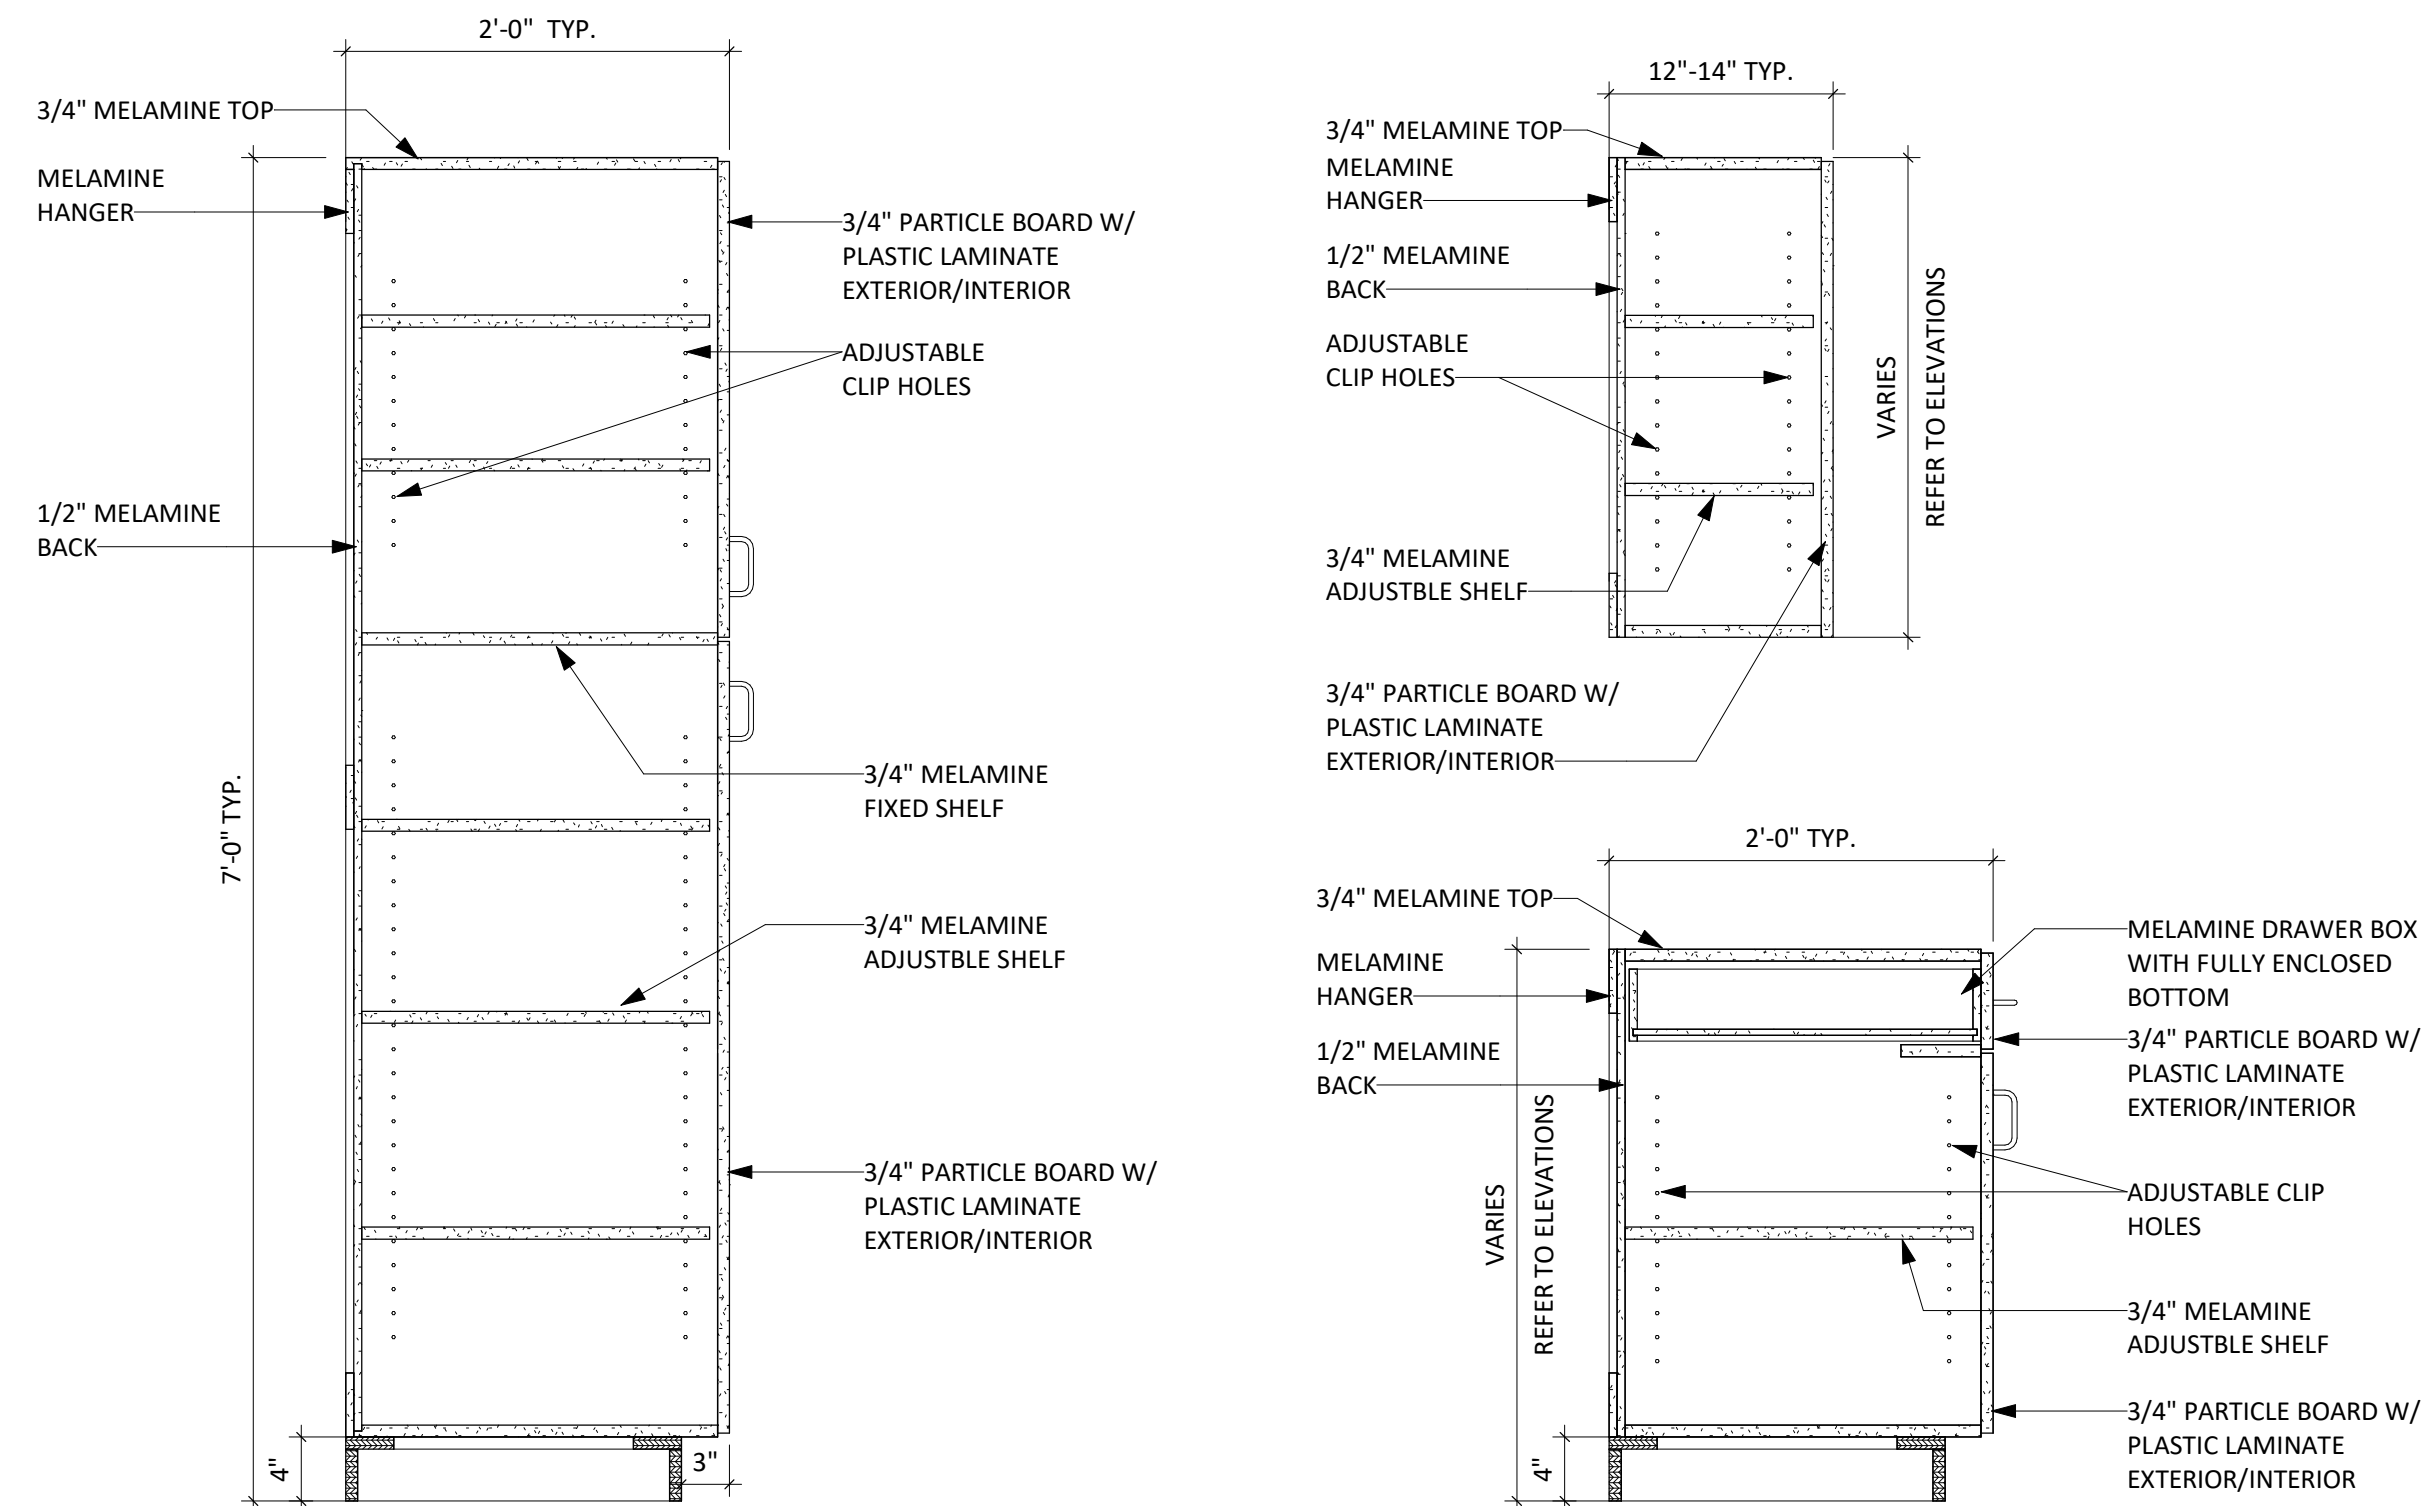 2'-0" TYP.
3/4" MELAMINE TOP
MELAMINE
HANGER
3/4" PARTICLE BOARD W/
PLASTIC LAMINATE
EXTERIOR/INTERIOR
ADJUSTABLE
CLIP HOLES
1/2" MELAMINE
BACK
7'-0" TYP.
3/4" MELAMINE
FIXED SHELF
3/4" MELAMINE
ADJUSTBLE SHELF
3/4" PARTICLE BOARD W/
PLASTIC LAMINATE
EXTERIOR/INTERIOR
4"
3"
12"-14" TYP.
3/4" MELAMINE TOP
MELAMINE
HANGER
1/2" MELAMINE
BACK
ADJUSTABLE
CLIP HOLES
VARIES
REFER TO ELEVATIONS
3/4" MELAMINE
ADJUSTBLE SHELF
3/4" PARTICLE BOARD W/
PLASTIC LAMINATE
EXTERIOR/INTERIOR
2'-0" TYP.
3/4" MELAMINE TOP
MELAMINE
HANGER
1/2" MELAMINE
BACK
VARIES
REFER TO ELEVATIONS
4"
MELAMINE DRAWER BOX
WITH FULLY ENCLOSED
BOTTOM
3/4" PARTICLE BOARD W/
PLASTIC LAMINATE
EXTERIOR/INTERIOR
ADJUSTABLE CLIP
HOLES
3/4" MELAMINE
ADJUSTBLE SHELF
3/4" PARTICLE BOARD W/
PLASTIC LAMINATE
EXTERIOR/INTERIOR